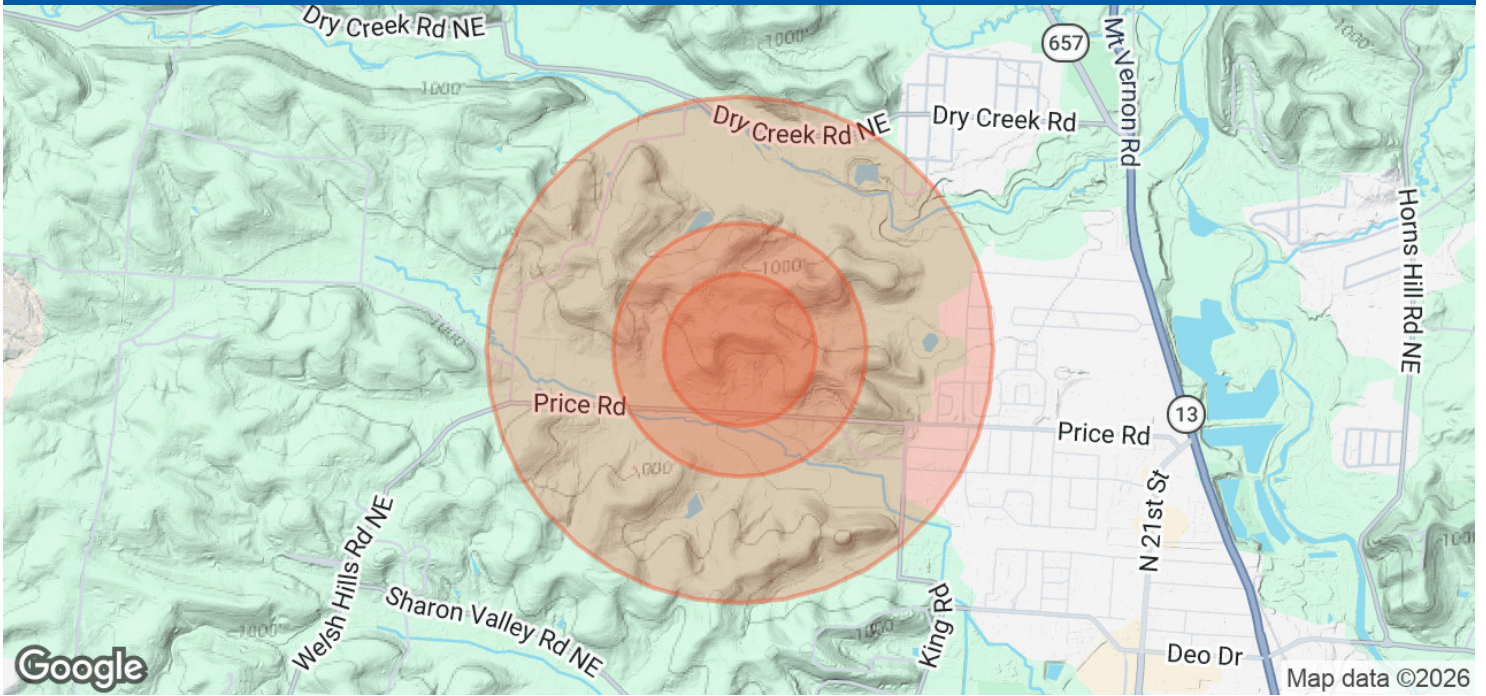 Dry Creek Rd NE
1000'
657
Mt Vernon Rd
1000'
1000'
Dry Creek Rd NE
Dry Creek Rd
Horns Hill Rd NE
1000'
1000'
Price Rd
13
Price Rd
1000'
N 21st St
Welsh Hills Rd NE
Sharon Valley Rd NE
1000'
1000'
King Rd
Deo Dr
Google
Map data ©2026